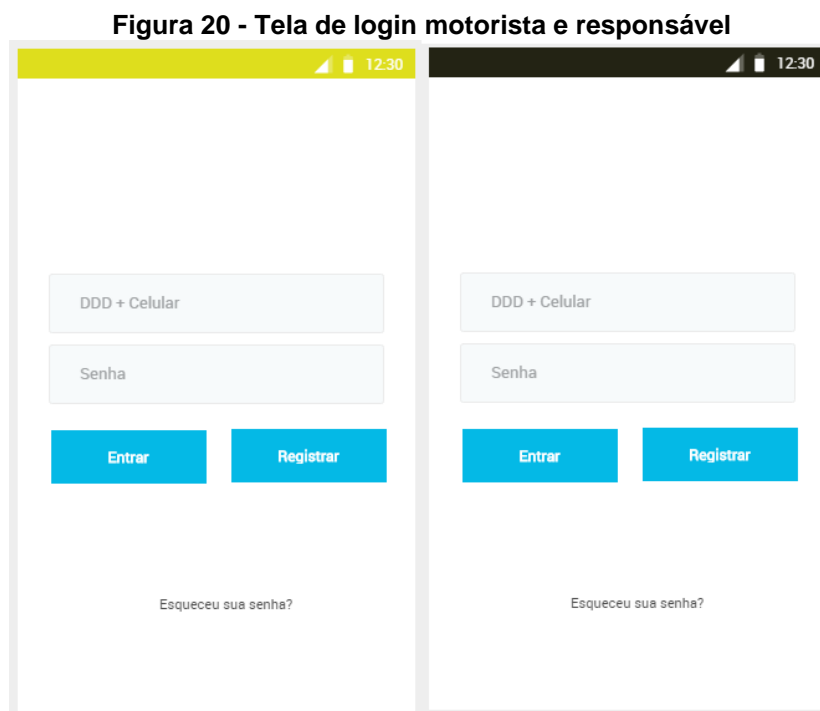 Figura 20 - Tela de login motorista e responsável
12:30
DDD + Celular
Senha
Entrar Registrar
Esqueceu sua senha?
12:30
DDD + Celular
Senha
Entrar Registrar
Esqueceu sua senha?